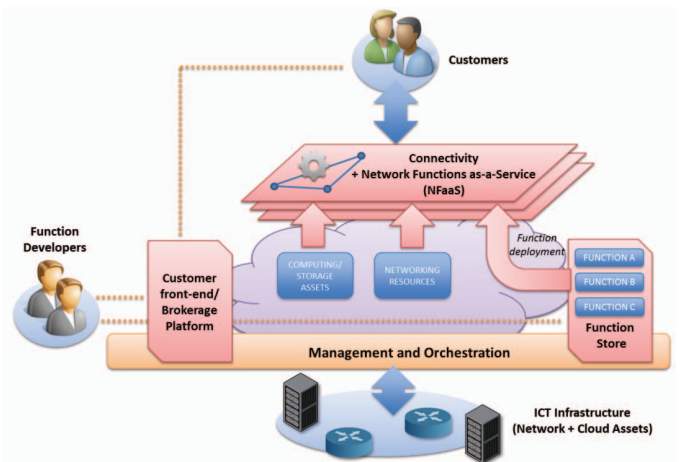 Customers
Connectivity
+ Network Functions as-a-Service
(NFaaS)
Function
Developers
Function
deployment
Customer
front-end/
Brokerage
Platform
COMPUTING/
STORAGE
ASSETS
NETWORKING
RESOURCES
FUNCTION A
FUNCTION B
FUNCTION C
Function
Store
Management and Orchestration
ICT Infrastructure
(Network + Cloud Assets)